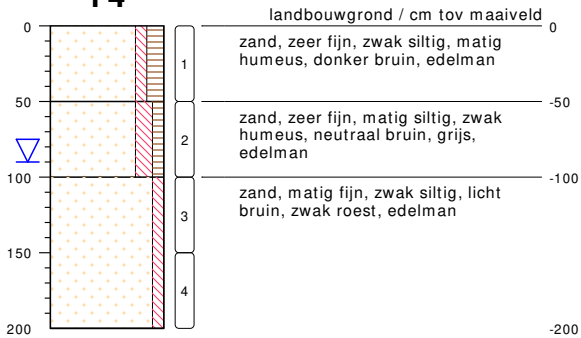 landbouwgrond / cm tov maaiveld
0
0
zand, zeer fijn, zwak siltig, matig
humeus, donker bruin, edelman
1
50
-50
zand, zeer fijn, matig siltig, zwak
humeus, neutraal bruin, grijs,
edelman
2
100
-100
zand, matig fijn, zwak siltig, licht
bruin, zwak roest, edelman
3
150
4
200
-200